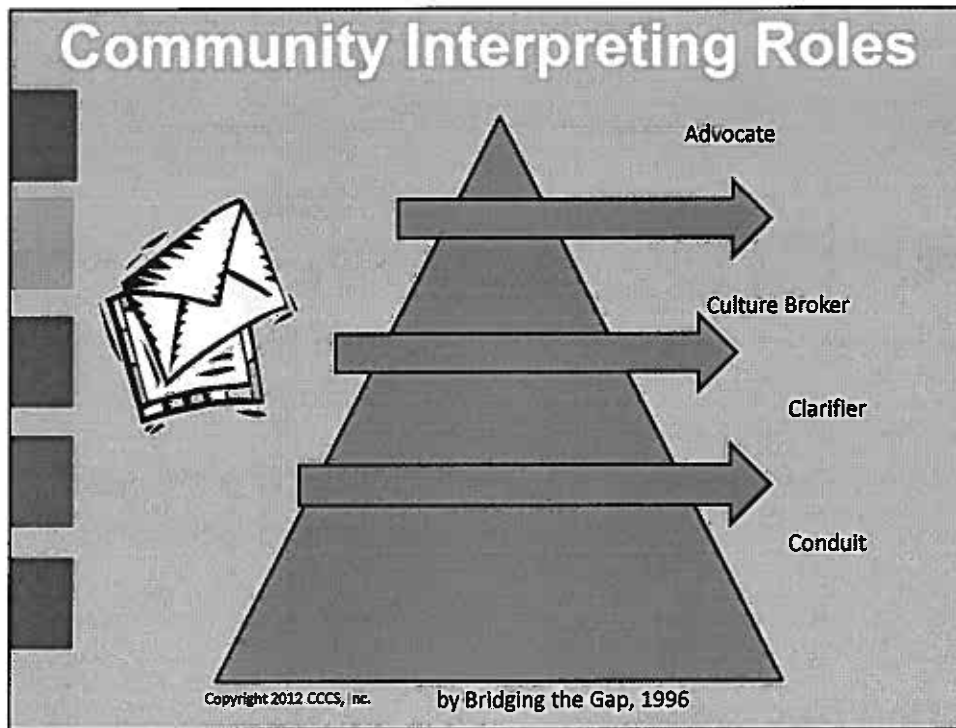 Community Interpreting Roles
Advocate
Culture Broker
Clarifier
Conduit
Copyright 2012 CCCS, Inc.
by Bridging the Gap, 1996